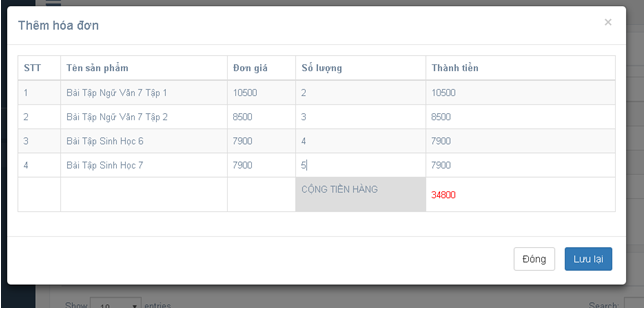 Thêm hóa đơn ×
STT Tên sản phẩm Đơn giá Số lượng Thành tiền
1 Bài Tập Ngữ Văn 7 Tập 1 10500 2 10500
2 Bài Tập Ngữ Văn 7 Tập 2 8500 3 8500
3 Bài Tập Sinh Học 6 7900 4 7900
4 Bài Tập Sinh Học 7 7900 5 7900
CỘNG TIỀN HÀNG 34800
Đóng Lưu lại
Show 10 entries Search: